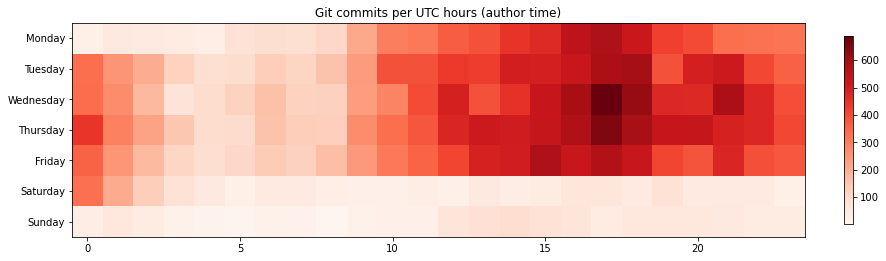 Git commits per UTC hours (author time)
Monday
Tuesday
Wednesday
Thursday
Friday
Saturday
Sunday
0 5 10 15 20
600
500
400
300
200
100